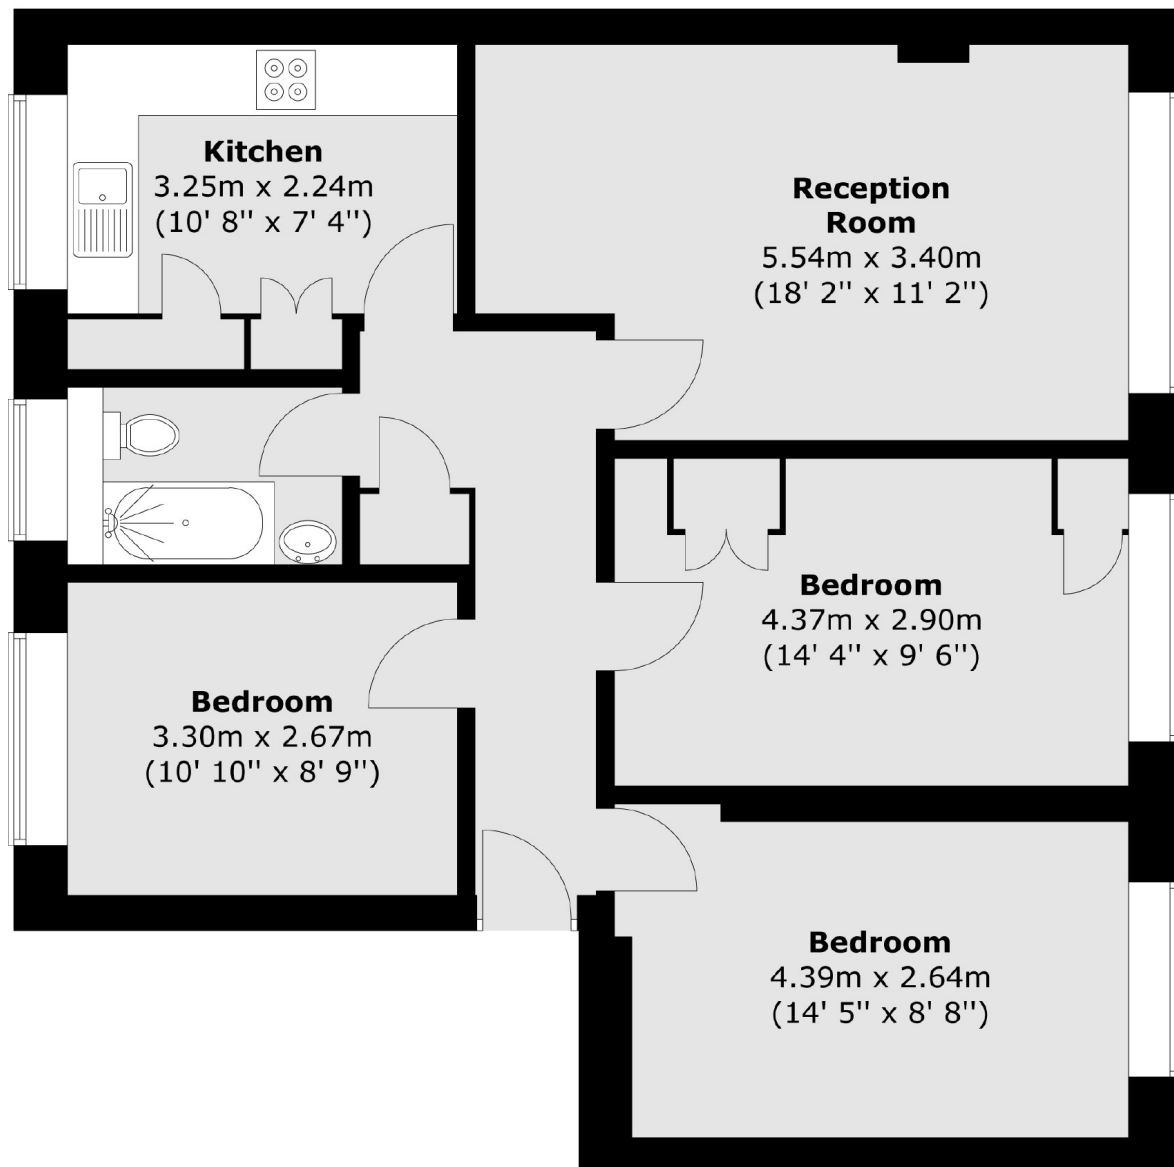 Kitchen
3.25m x 2.24m
(10' 8'' x 7' 4'')
Reception
Room
5.54m x 3.40m
(18' 2'' x 11' 2'')
Bedroom
4.37m x 2.90m
(14' 4'' x 9' 6'')
Bedroom
3.30m x 2.67m
(10' 10'' x 8' 9'')
Bedroom
4.39m x 2.64m
(14' 5'' x 8' 8'')